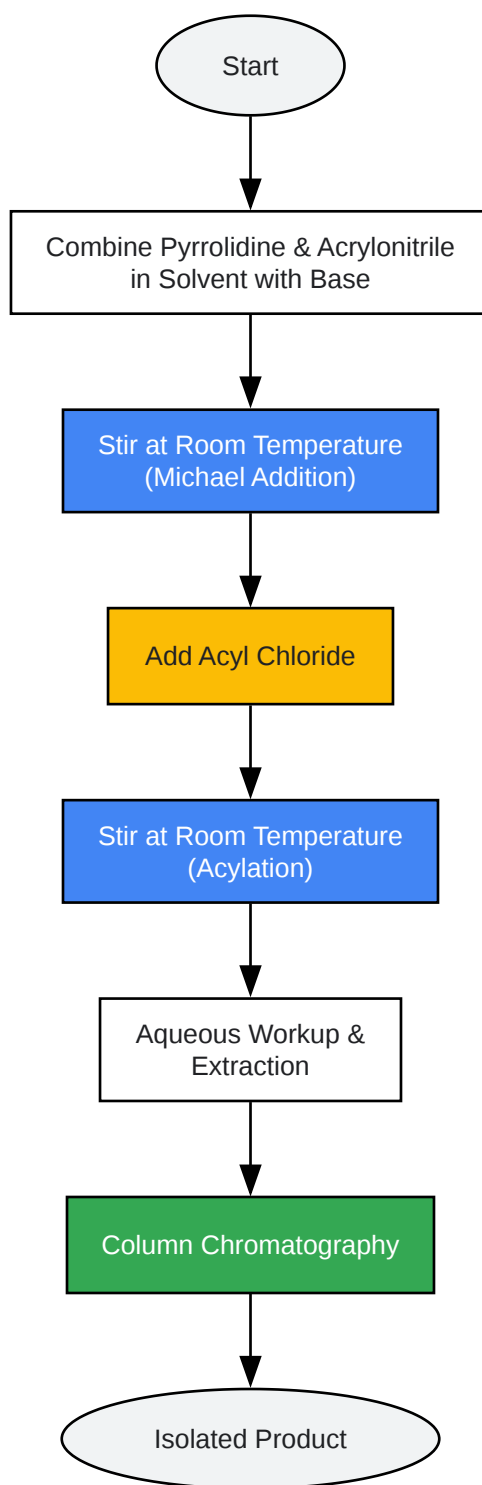 Start
Combine Pyrrolidine & Acrylonitrile
in Solvent with Base
Stir at Room Temperature
(Michael Addition)
Add Acyl Chloride
Stir at Room Temperature
(Acylation)
Aqueous Workup &
Extraction
Column Chromatography
Isolated Product